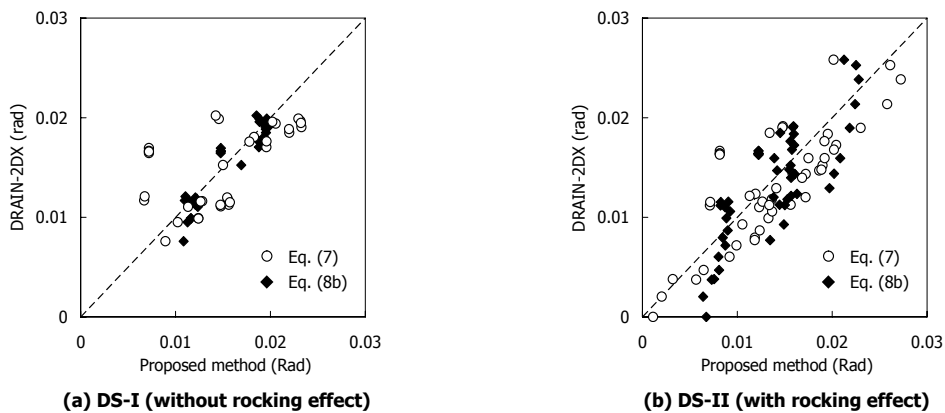 0.03
0.02
0.01
0
DRAIN-2DX (rad)
Eq. (7)
Eq. (8b)
0 0.01 0.02 0.03
Proposed method (Rad)
(a) DS-I (without rocking effect)
0.03
0.02
0.01
0
DRAIN-2DX (rad)
Eq. (7)
Eq. (8b)
0 0.01 0.02 0.03
Proposed method (Rad)
(b) DS-II (with rocking effect)